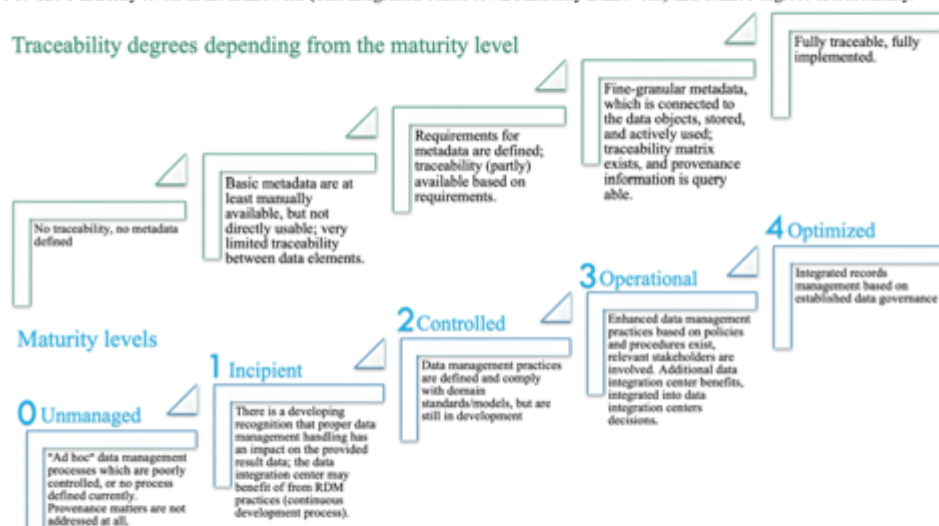 Traceability degrees depending from the maturity level
Fully traceable, fully
implemented.
Fine-granular metadata,
which is connected to
the data objects, stored,
and actively used;
traceability matrix
exists, and provenance
information is query
able.
Requirements for
metadata are defined;
traceability (partly)
available based on
requirements.
Basic metadata are at
least manually
available, but not
directly usable; very
limited traceability
between data elements.
No traceability, no metadata
defined
Maturity levels
4 Optimized
Integrated records
management based on
established data governance
3 Operational
Enhanced data management
practices based on policies
and procedures exist,
relevant stakeholders are
involved. Additional data
integration center benefits,
integrated into data
integration centers
decisions.
2 Controlled
Data management practices
are defined and comply
with domain
standards/models, but are
still in development
1 Incipient
There is a developing
recognition that proper data
management handling has
an impact on the provided
result data; the data
integration center may
benefit of from RDM
practices (continuous
development process).
0 Unmanaged
"Ad hoc" data management
processes which are poorly
controlled, or no process
defined currently.
Provenance matters are not
addressed at all.